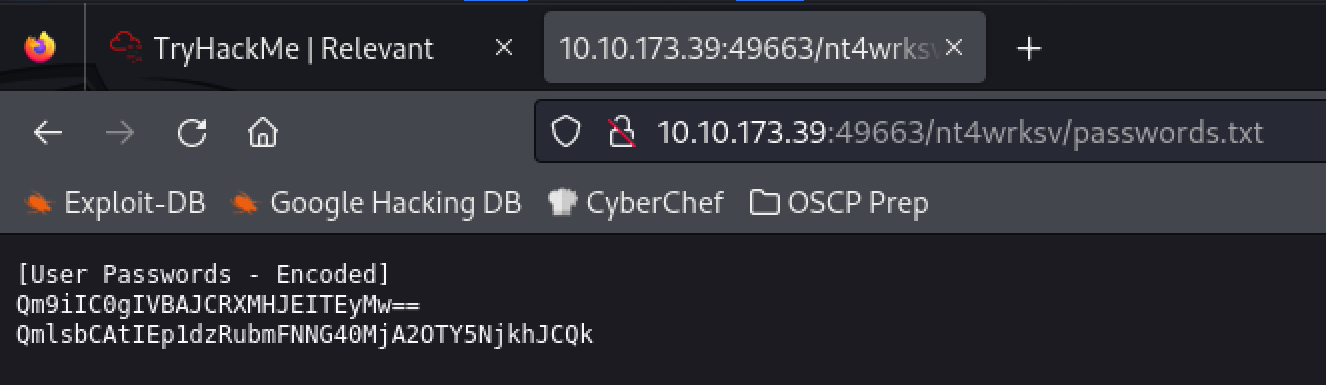 TryHackMe | Relevant
10.10.173.39:49663/nt4wrksv
10.10.173.39:49663/nt4wrksv/passwords.txt
Exploit-DB Google Hacking DB CyberChef OSCP Prep
[User Passwords - Encoded]
Qm9iIC0gIVBAJCRXMHJEITEyMw==
QmlsbCAtIEp1dzRubmFNNG40MjA2OTY5NjkhJCQk